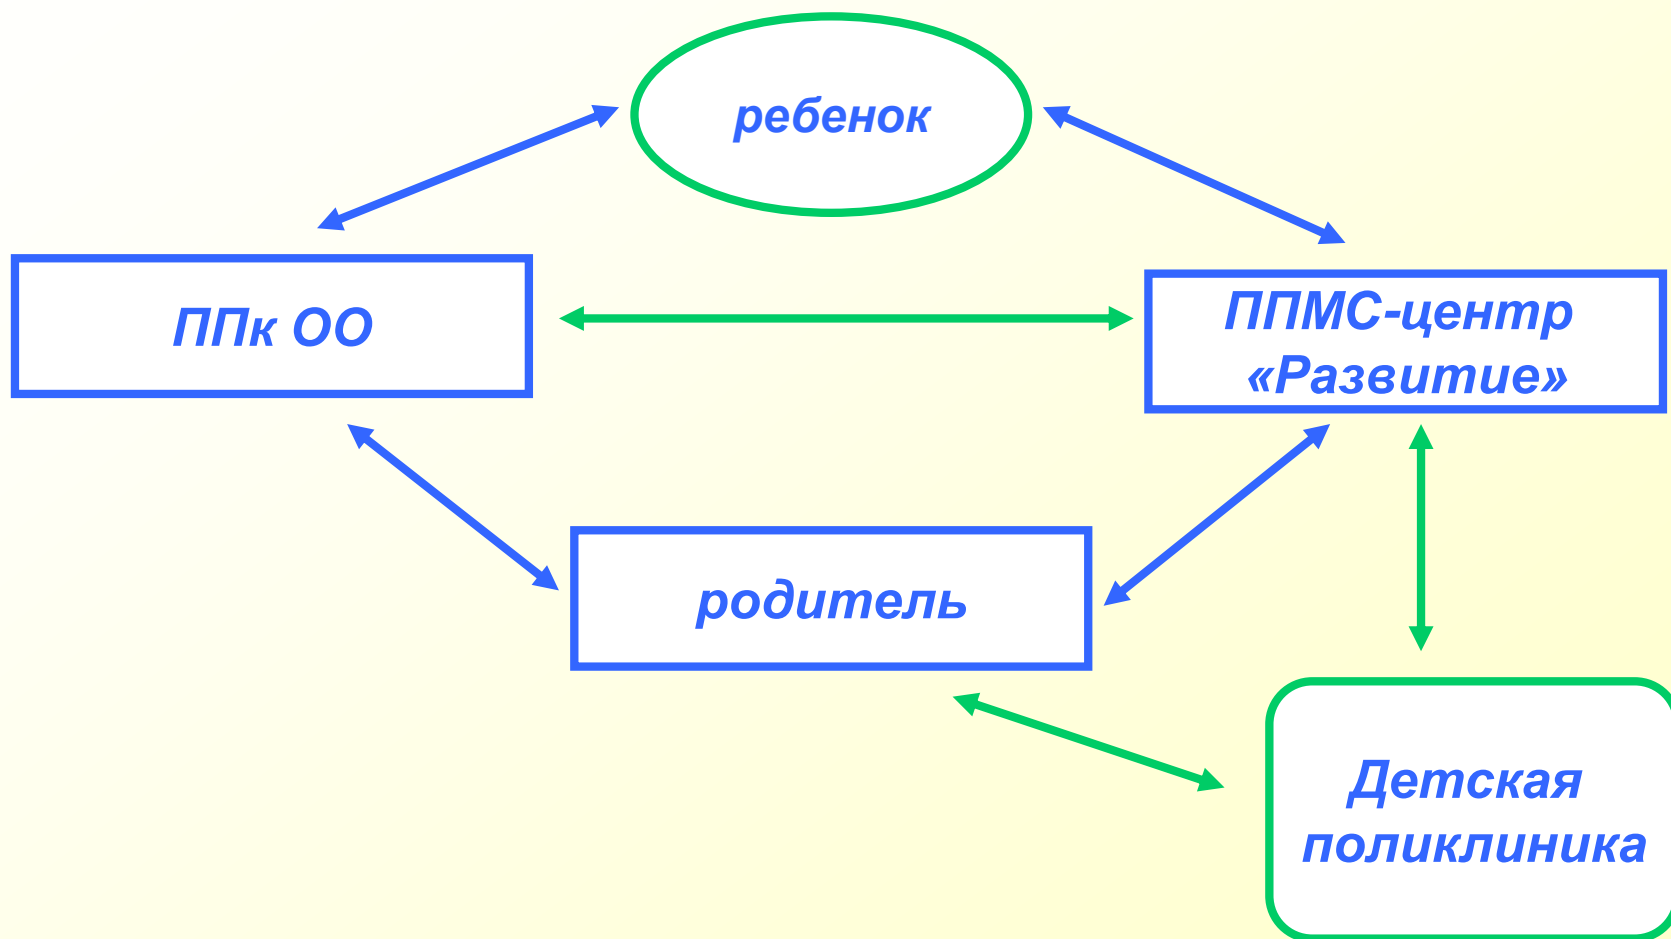 ребенок
ППк ОО
ППМС-центр
«Развитие»
родитель
Детская
поликлиника